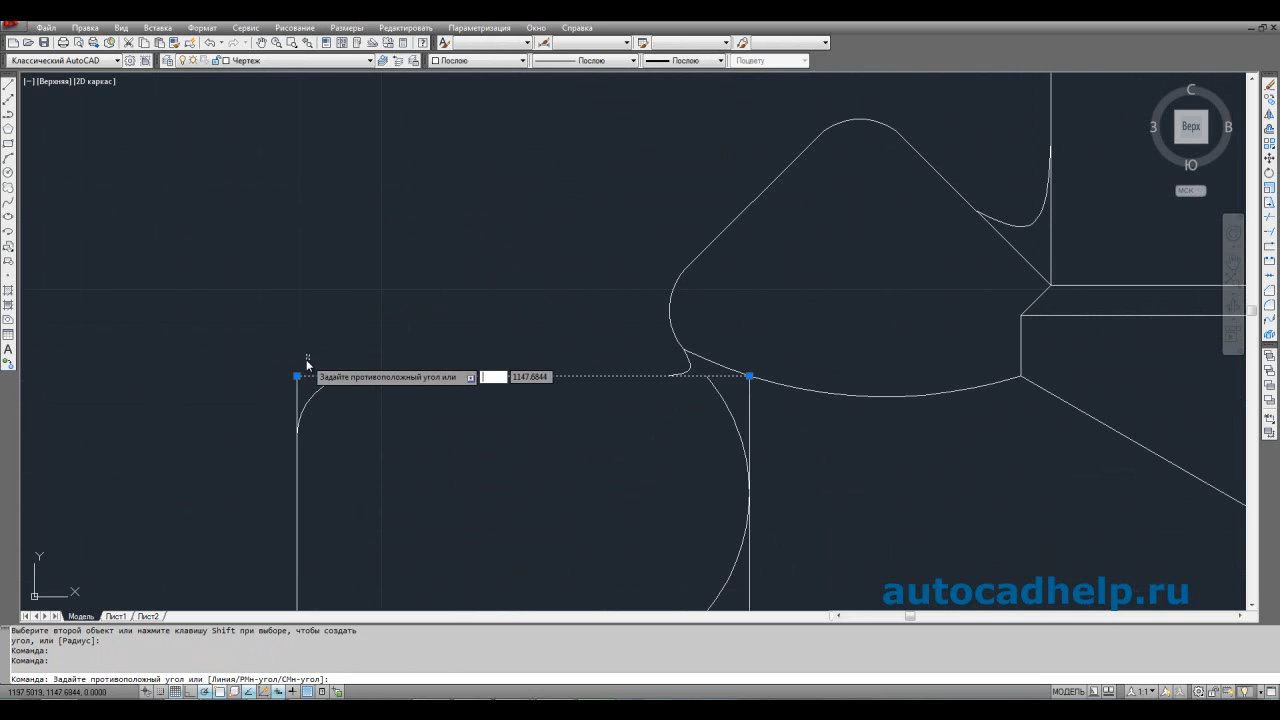 Файл Правка Вид Вставка Формат Сервис Рисование Размеры Редактировать Параметризация Окно Справка
Классический AutoCAD Чертеж Послою Послою Послою Поцвету
[−] [Верхняя] [2D каркас]
С
З Верх В
Ю
МСК
Задайте противоположный угол или 1147.6844
Y
X
autocadhelp.ru
Модель Лист1 Лист2
Выберите второй объект или нажмите клавишу Shift при выборе, чтобы создать
угол, или [Радиус]:
Команда:
Команда:
Команда: Задайте противоположный угол или [Линия/РМн-угол/СМн-угол]:
1197.5019, 1147.6844, 0.0000 МОДЕЛЬ 1:1